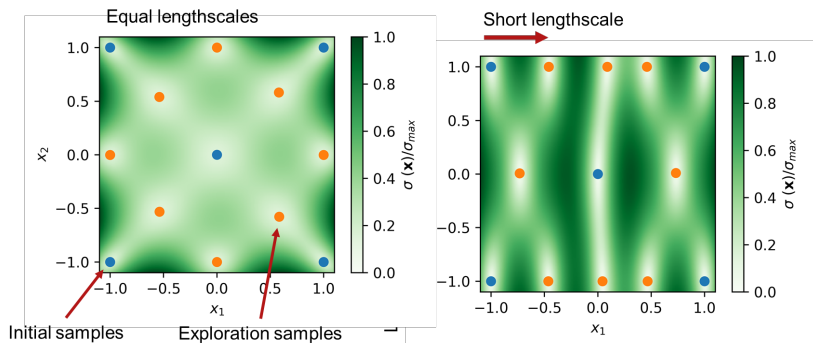 Equal lengthscales
Short lengthscale
1.0
0.5
0.0
−0.5
−1.0
x₂
−1.0 −0.5 0.0 0.5 1.0
x₁
1.0
0.8
0.6
0.4
0.2
0.0
σ (x)/σmax
1.0
0.5
0.0
−0.5
−1.0
−1.0 −0.5 0.0 0.5 1.0
x₁
1.0
0.8
0.6
0.4
0.2
0.0
σ (x)/σmax
Initial samples
Exploration samples